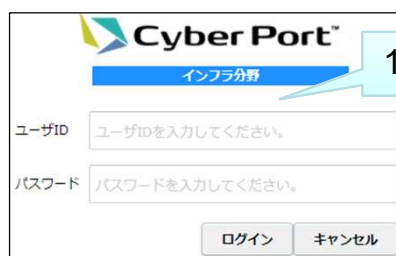 Cyber Port™
インフラ分野
1
ユーザID
ユーザIDを入力してください。
パスワード
パスワードを入力してください。
ログイン キャンセル